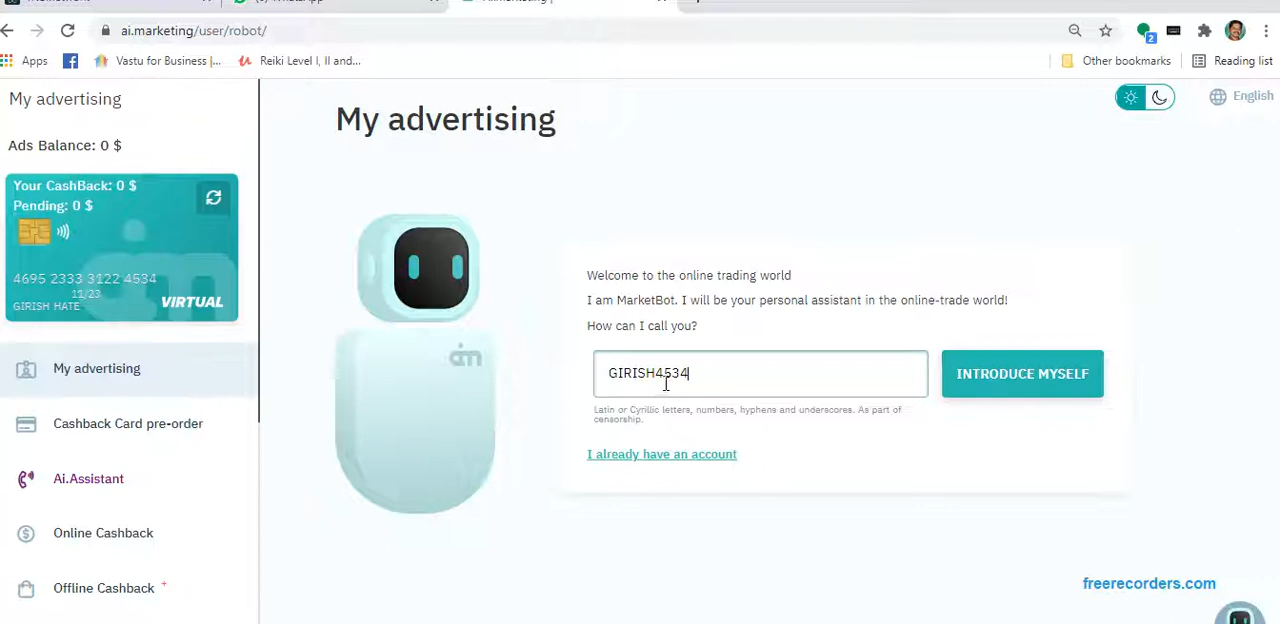 ai.marketing/user/robot/
2
Apps
Vastu for Business |...
Reiki Level I, II and...
Other bookmarks
Reading list
My advertising
Ads Balance: 0 $
Your CashBack: 0 $
Pending: 0 $
4695 2333 3122 4534
11/23
GIRISH HATE
VIRTUAL
My advertising
Cashback Card pre-order
Ai.Assistant
Online Cashback
Offline Cashback +
My advertising
English
aim
Welcome to the online trading world
I am MarketBot. I will be your personal assistant in the online-trade world!
How can I call you?
GIRISH4534
INTRODUCE MYSELF
Latin or Cyrillic letters, numbers, hyphens and underscores. As part of
censorship.
I already have an account
freerecorders.com